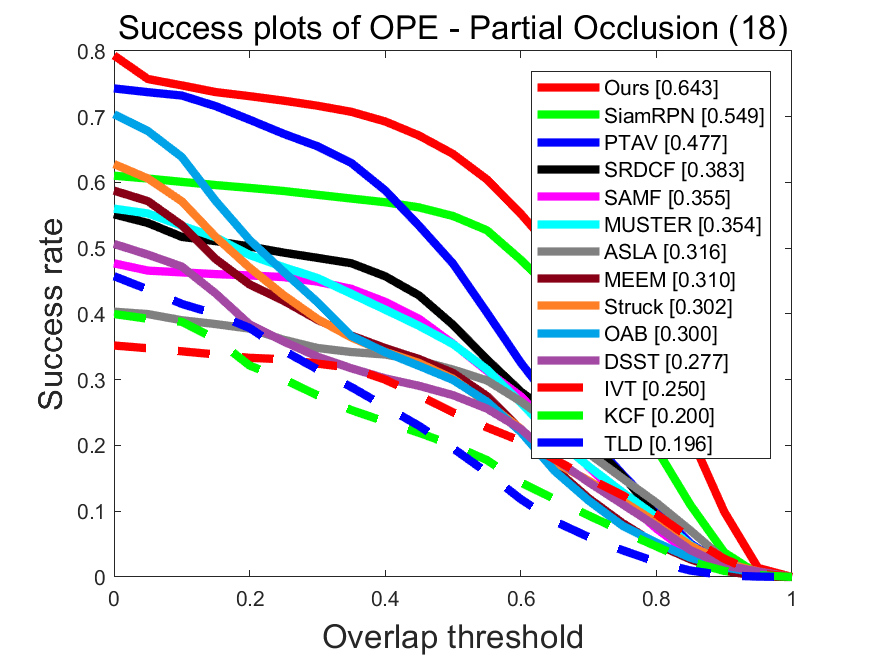 Success plots of OPE - Partial Occlusion (18)
0.8
0.7
0.6
0.5
0.4
0.3
0.2
0.1
0
Success rate
Ours [0.643]
SiamRPN [0.549]
PTAV [0.477]
SRDCF [0.383]
SAMF [0.355]
MUSTER [0.354]
ASLA [0.316]
MEEM [0.310]
Struck [0.302]
OAB [0.300]
DSST [0.277]
IVT [0.250]
KCF [0.200]
TLD [0.196]
0 0.2 0.4 0.6 0.8 1
Overlap threshold